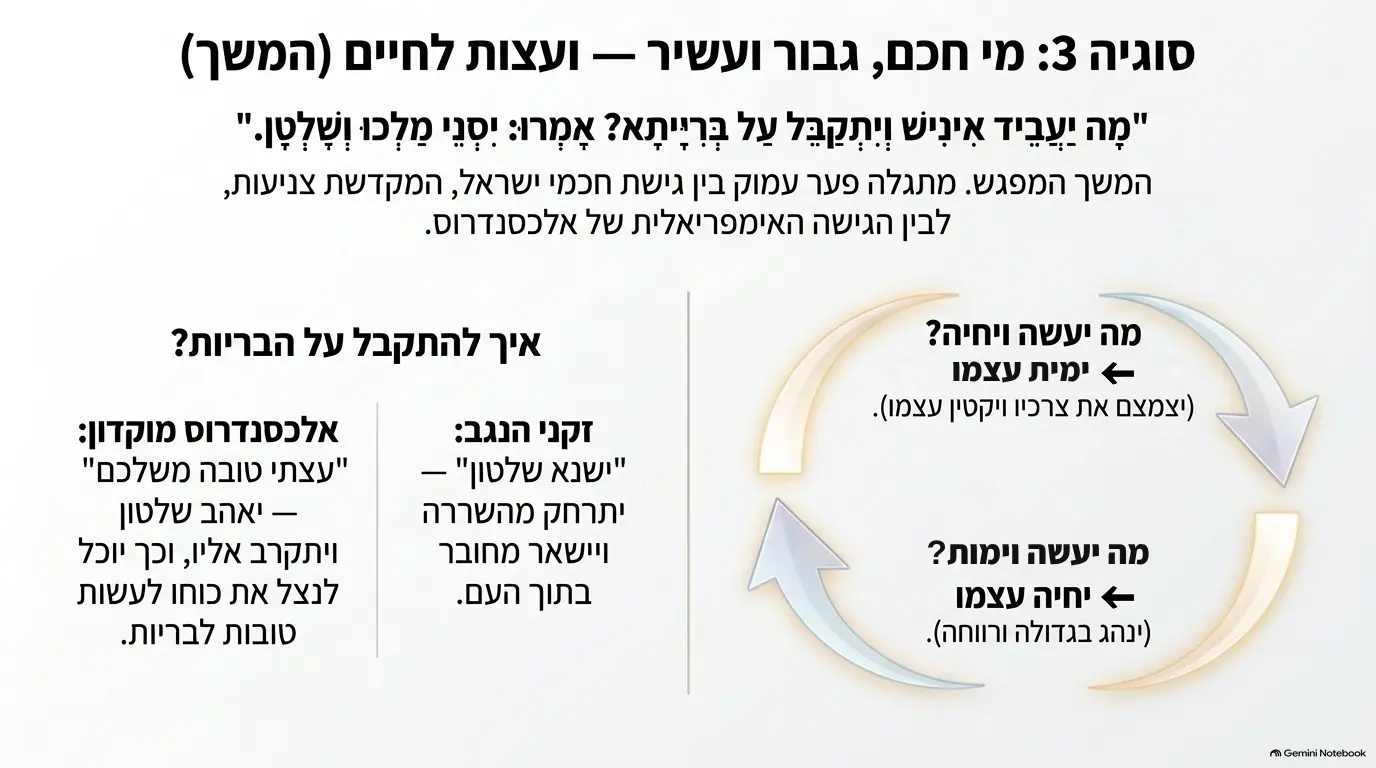 סוגיה 3: מי חכם, גבור ועשיר — ועצות לחיים (המשך)
"מָה יַעֲבֵיד אִינִישׁ וְיִתְקַבֵּל עַל בְּרִיָּיתָא? אָמְרוּ: יִסְנֵי מַלְכוּ וְשָׁלְטָן."
המשך המפגש. מתגלה פער עמוק בין גישת חכמי ישראל, המקדשת צניעות,
לבין הגישה האימפריאלית של אלכסנדרוס.
מה יעשה ויחיה?
← ימית עצמו
(יצמצם את צרכיו ויקטין עצמו).
מה יעשה וימות?
← יחיה עצמו
(ינהג בגדולה ורווחה).
איך להתקבל על הבריות?
זקני הנגב:
"ישנא שלטון" —
יתרחק מהשררה
ויישאר מחובר
בתוך העם.
אלכסנדרוס מוקדון:
"עצתי טובה משלכם"
— יאהב שלטון
ויתקרב אליו, וכך יוכל
לנצל את כוחו לעשות
טובות לבריות.
Gemini Notebook